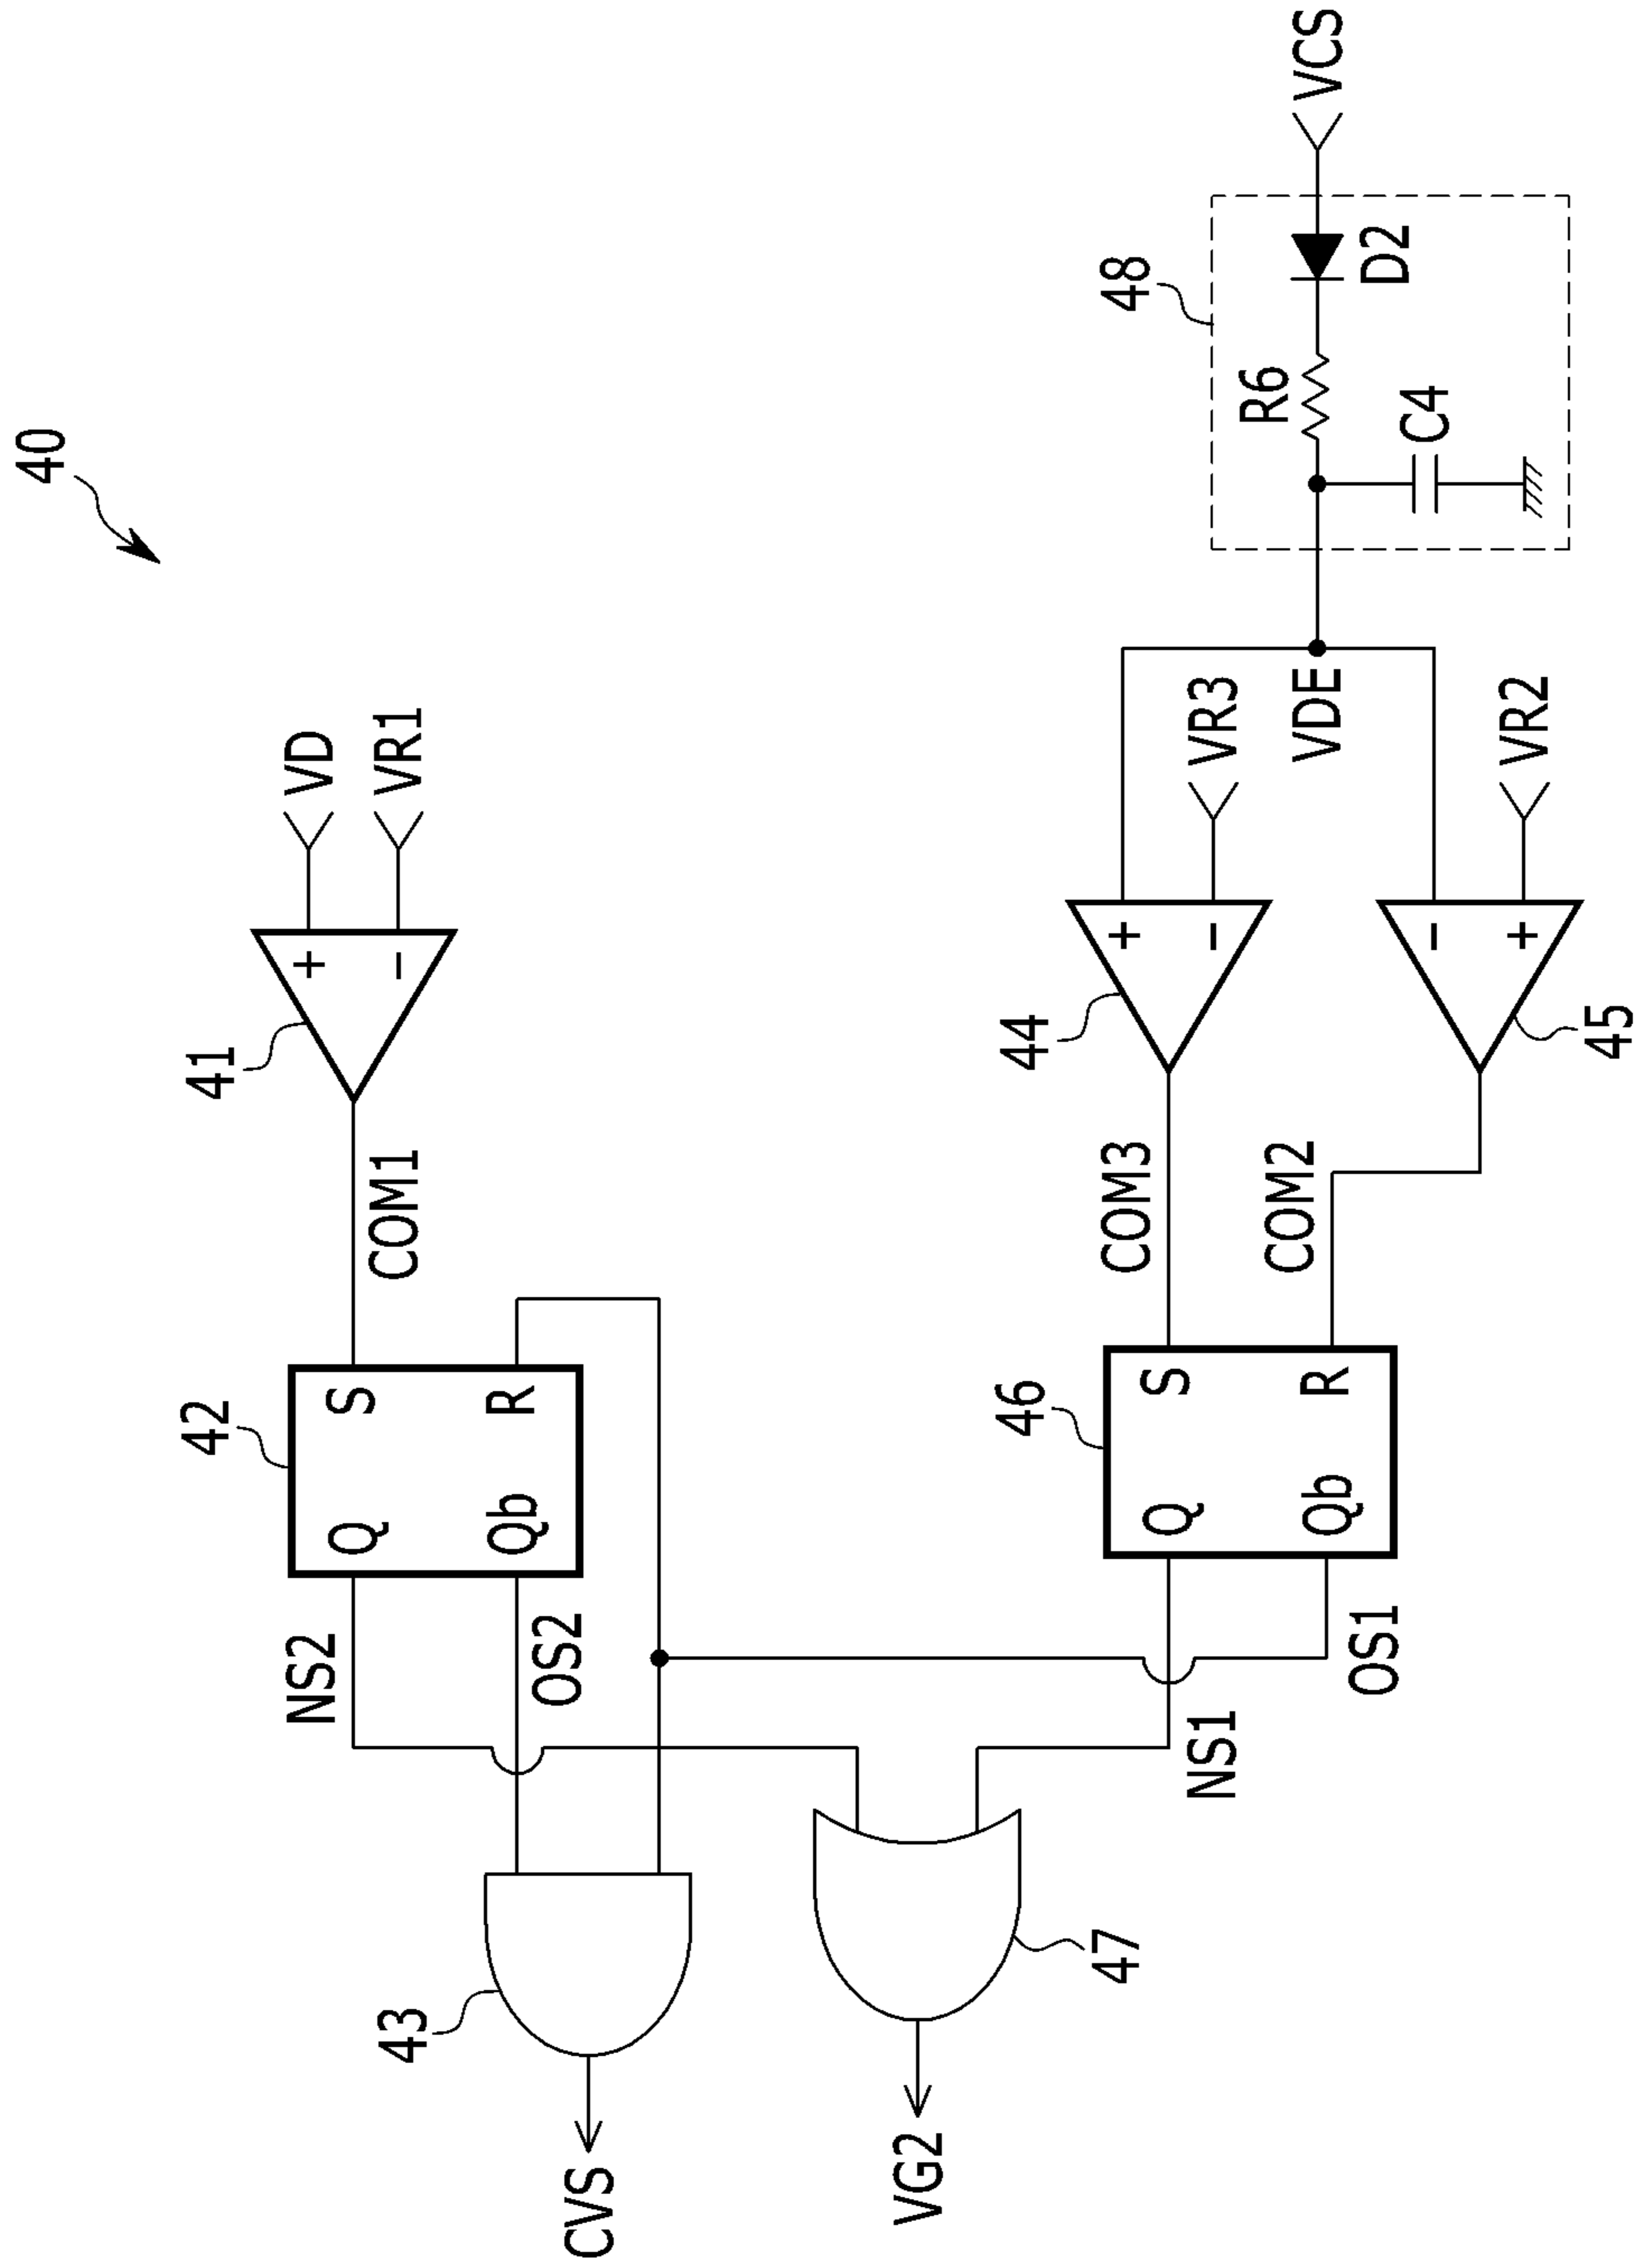 40
VD
VR1
41
COM1
42
S
R
Q
Qb
NS2
OS2
43
CVS
VCS
48
D2
R6
C4
VDE
VR3
VR2
44
45
COM3
COM2
46
S
R
Q
Qb
NS1
OS1
47
VG2